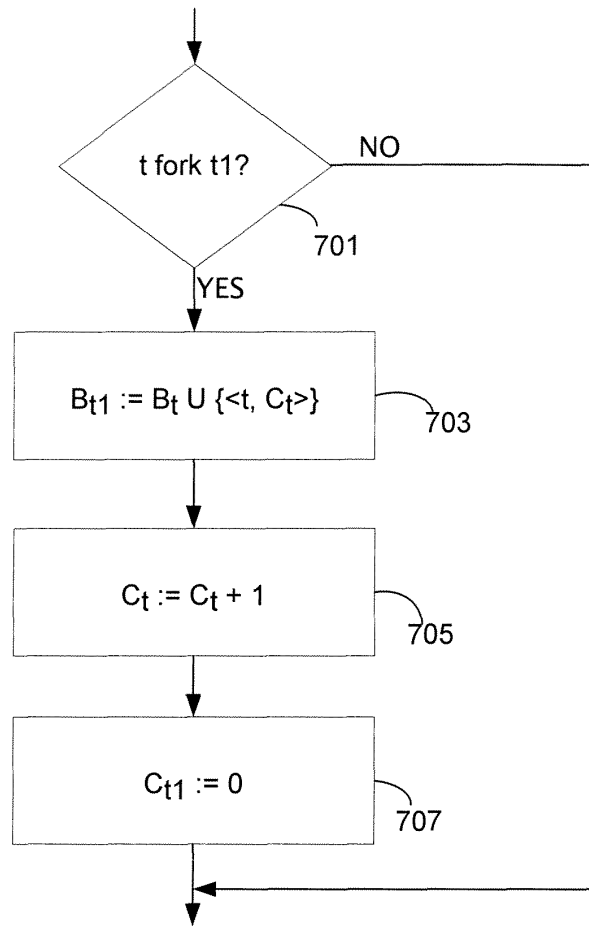 t fork t1?
NO
701
YES
Bt1 := Bt U {<t, Ct>}
703
Ct := Ct + 1
705
Ct1 := 0
707